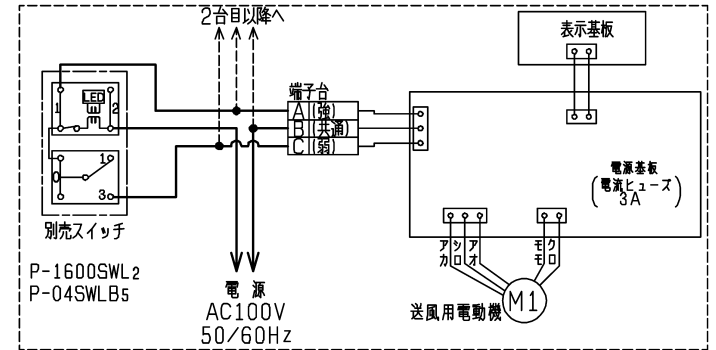 2台目以降へ
表示基板
端子台
A(強)
B(共通)
C(弱)
LED
1
2
0
1
3
電源基板
(電流ヒューズ)
3A
別売スイッチ
アカ
シロ
アオ
モモ
クロ
P-1600SWL2
P-04SWLB5
電源
AC100V
50/60Hz
送風用電動機
M1